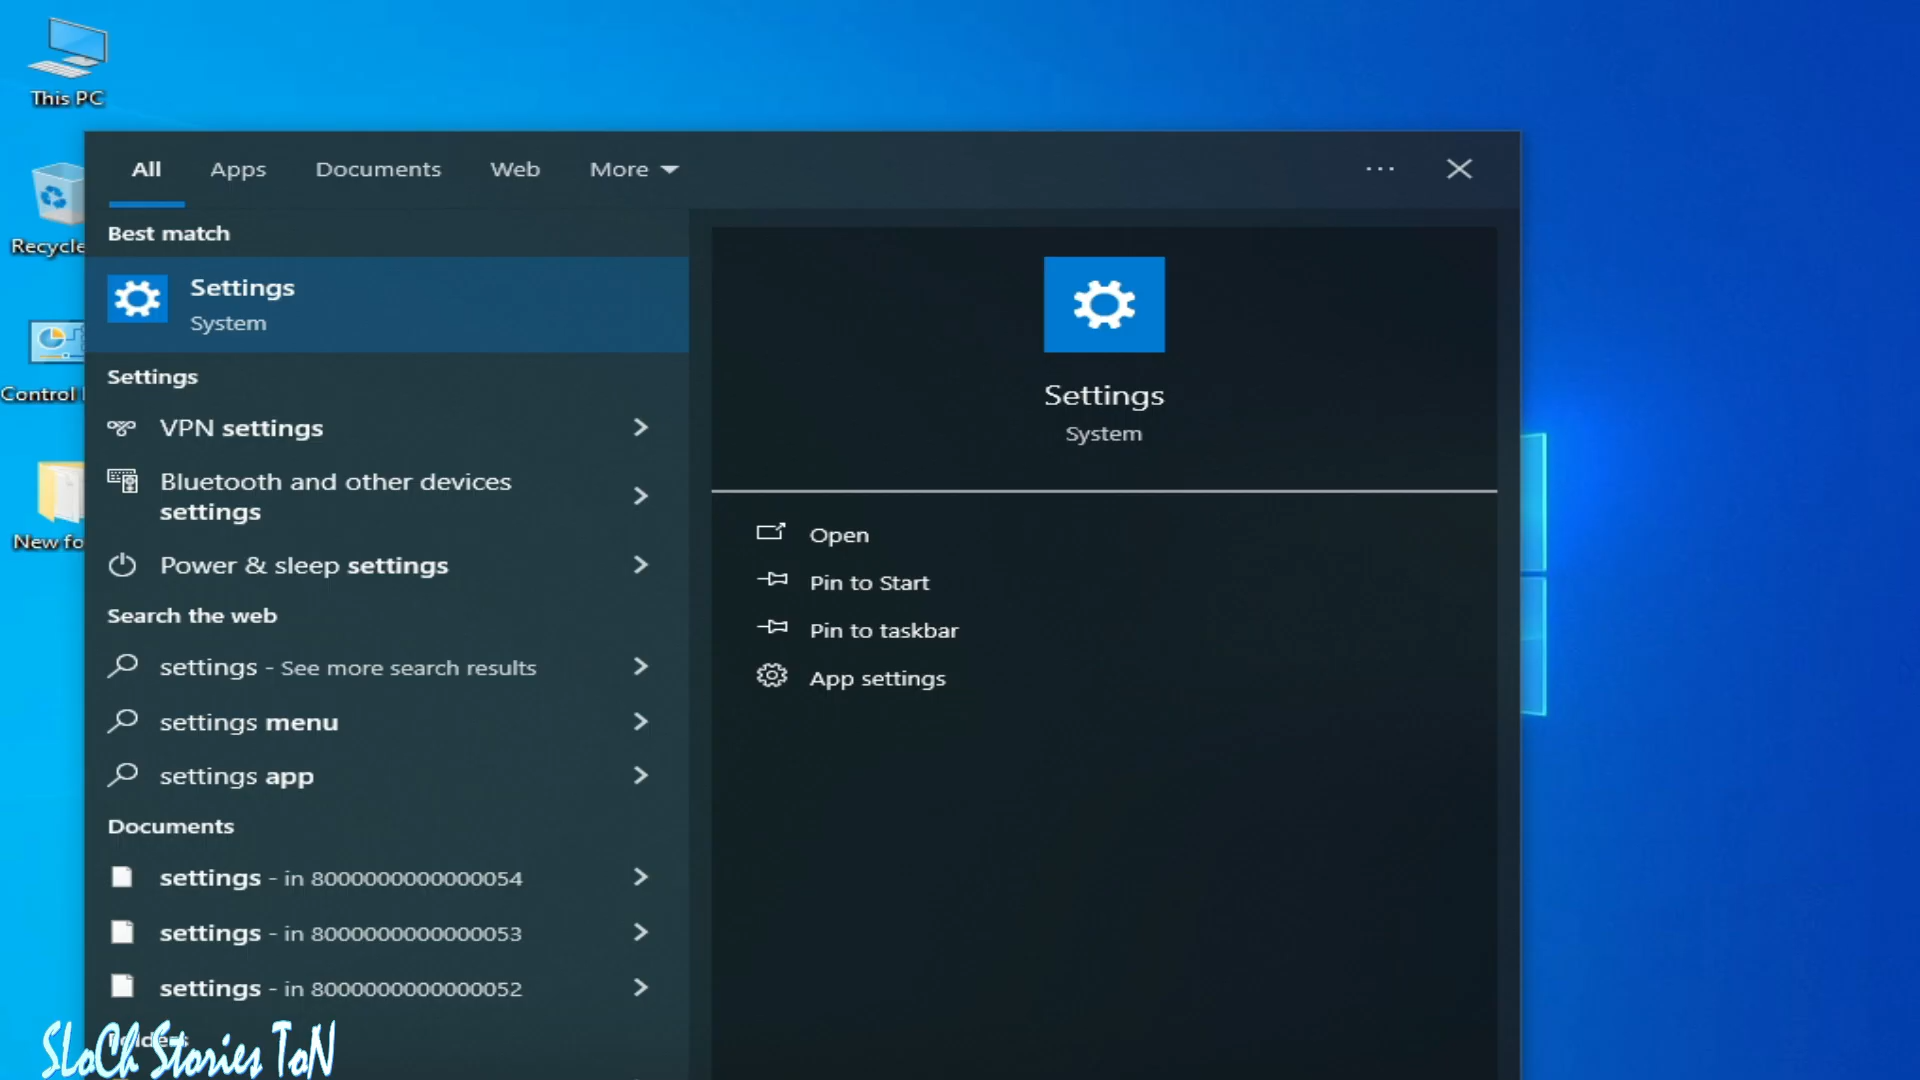 This PC
All Apps Documents Web More
Recycle
Best match
Settings
System
Settings
System
Control
Settings
VPN settings
Bluetooth and other devices
settings
New fo
Power & sleep settings
Open
Pin to Start
Pin to taskbar
App settings
Search the web
settings - See more search results
settings menu
settings app
Documents
settings - in 8000000000000054
settings - in 8000000000000053
settings - in 8000000000000052
Folders
SLoCh Stories ToN